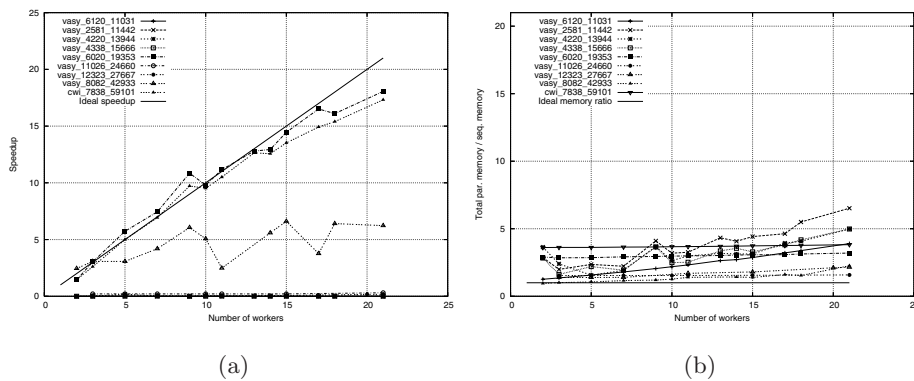 25
20
15
10
5
0
Speedup
0
5
10
15
20
25
Number of workers
vasy_6120_11031
vasy_2581_11442
vasy_4220_13944
vasy_4338_15666
vasy_6020_19353
vasy_11026_24660
vasy_12323_27667
vasy_8082_42933
cwi_7838_59101
Ideal speedup
(a)
20
15
10
5
0
Total par. memory / seq. memory
0
5
10
15
20
25
Number of workers
vasy_6120_11031
vasy_2581_11442
vasy_4220_13944
vasy_4338_15666
vasy_6020_19353
vasy_11026_24660
vasy_12323_27667
vasy_8082_42933
cwi_7838_59101
Ideal memory ratio
(b)